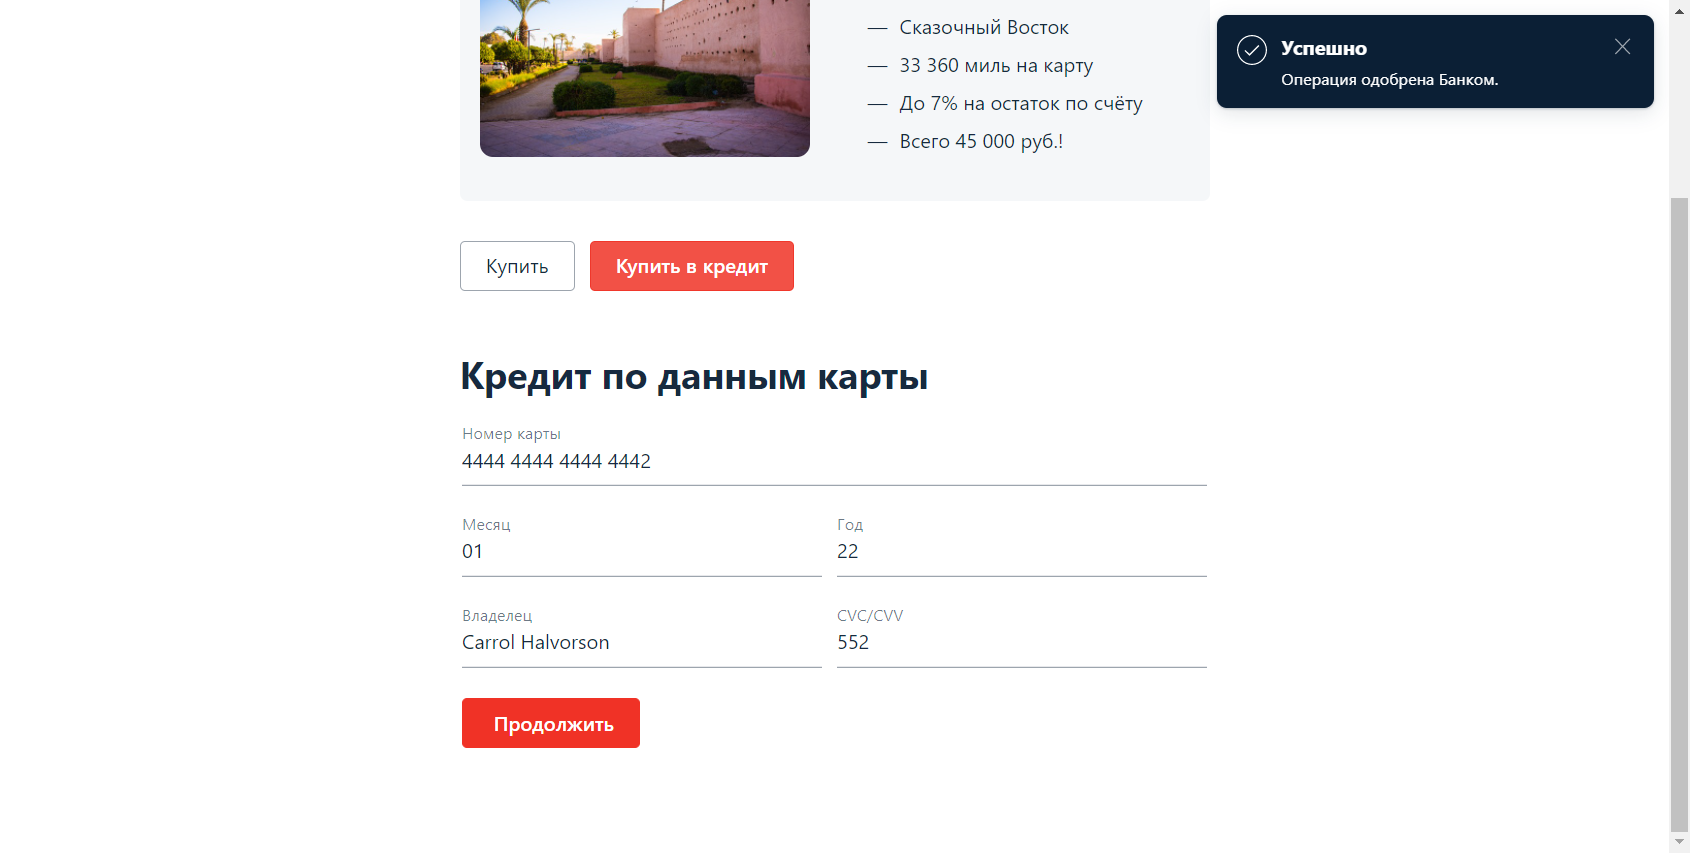 — Сказочный Восток
— 33 360 миль на карту
— До 7% на остаток по счёту
— Всего 45 000 руб.!
Успешно
Операция одобрена Банком.
Купить
Купить в кредит
Кредит по данным карты
Номер карты
4444 4444 4444 4442
Месяц
01
Год
22
Владелец
Carrol Halvorson
CVC/CVV
552
Продолжить